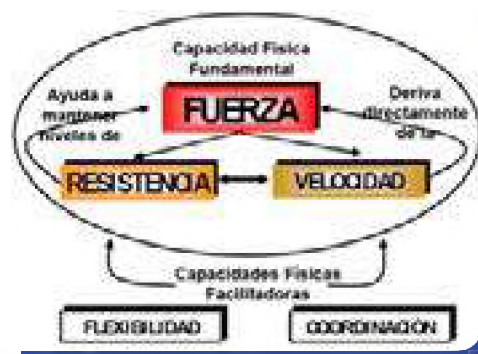 Capacidad Física
Fundamental
Ayuda a
mantener
niveles de
FUERZA
Deriva
directamente
de la
RESISTENCIA
VELOCIDAD
Capacidades Físicas
Facilitadoras
FLEXIBILIDAD
COORDINACIÓN